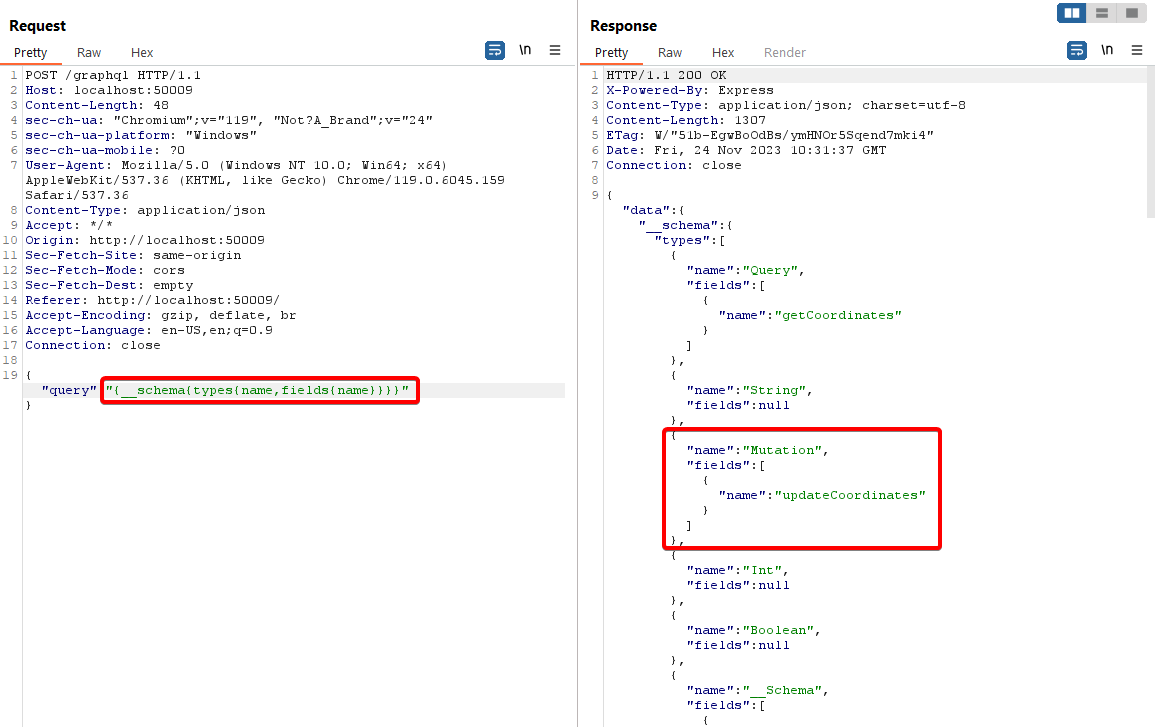 Request
Pretty Raw Hex \n
1 POST /graphql HTTP/1.1
2 Host: localhost:50009
3 Content-Length: 48
4 sec-ch-ua: "Chromium";v="119", "Not?A_Brand";v="24"
5 sec-ch-ua-platform: "Windows"
6 sec-ch-ua-mobile: ?0
7 User-Agent: Mozilla/5.0 (Windows NT 10.0; Win64; x64)
AppleWebKit/537.36 (KHTML, like Gecko) Chrome/119.0.6045.159
Safari/537.36
8 Content-Type: application/json
9 Accept: */*
10 Origin: http://localhost:50009
11 Sec-Fetch-Site: same-origin
12 Sec-Fetch-Mode: cors
13 Sec-Fetch-Dest: empty
14 Referer: http://localhost:50009/
15 Accept-Encoding: gzip, deflate, br
16 Accept-Language: en-US,en;q=0.9
17 Connection: close
18
19 {
"query" "{__schema{types{name,fields{name}}}}"
}
Response
Pretty Raw Hex Render \n
1 HTTP/1.1 200 OK
2 X-Powered-By: Express
3 Content-Type: application/json; charset=utf-8
4 Content-Length: 1307
5 ETag: W/"51b-EgwBoOdBs/ymHNOr5Sqend7mki4"
6 Date: Fri, 24 Nov 2023 10:31:37 GMT
7 Connection: close
8
9 {
"data":{
"__schema":{
"types":[
{
"name":"Query",
"fields":[
{
"name":"getCoordinates"
}
]
},
{
"name":"String",
"fields":null
},
{
"name":"Mutation",
"fields":[
{
"name":"updateCoordinates"
}
]
},
{
"name":"Int",
"fields":null
},
{
"name":"Boolean",
"fields":null
},
{
"name":"__Schema",
"fields":[
{